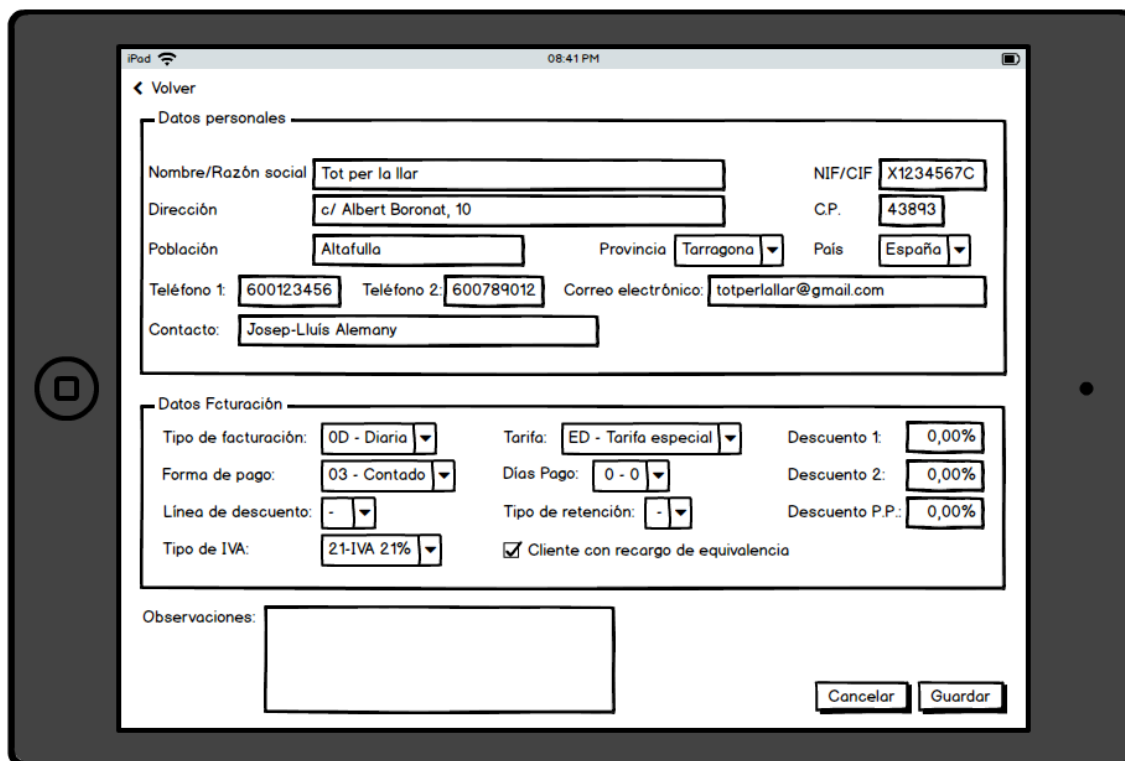 iPad 08:41 PM
Volver
Datos personales
Nombre/Razón social Tot per la llar NIF/CIF X1234567C
Dirección c/ Albert Boronat, 10 C.P. 43893
Población Altafulla Provincia Tarragona País España
Teléfono 1: 600123456 Teléfono 2: 600789012 Correo electrónico: totperlallar@gmail.com
Contacto: Josep-Lluís Alemany
Datos Fcturación
Tipo de facturación: 0D - Diaria Tarifa: ED - Tarifa especial Descuento 1: 0,00%
Forma de pago: 03 - Contado Días Pago: 0 - 0 Descuento 2: 0,00%
Línea de descuento: - Tipo de retención: - Descuento P.P.: 0,00%
Tipo de IVA: 21-IVA 21% Cliente con recargo de equivalencia
Observaciones:
Cancelar Guardar